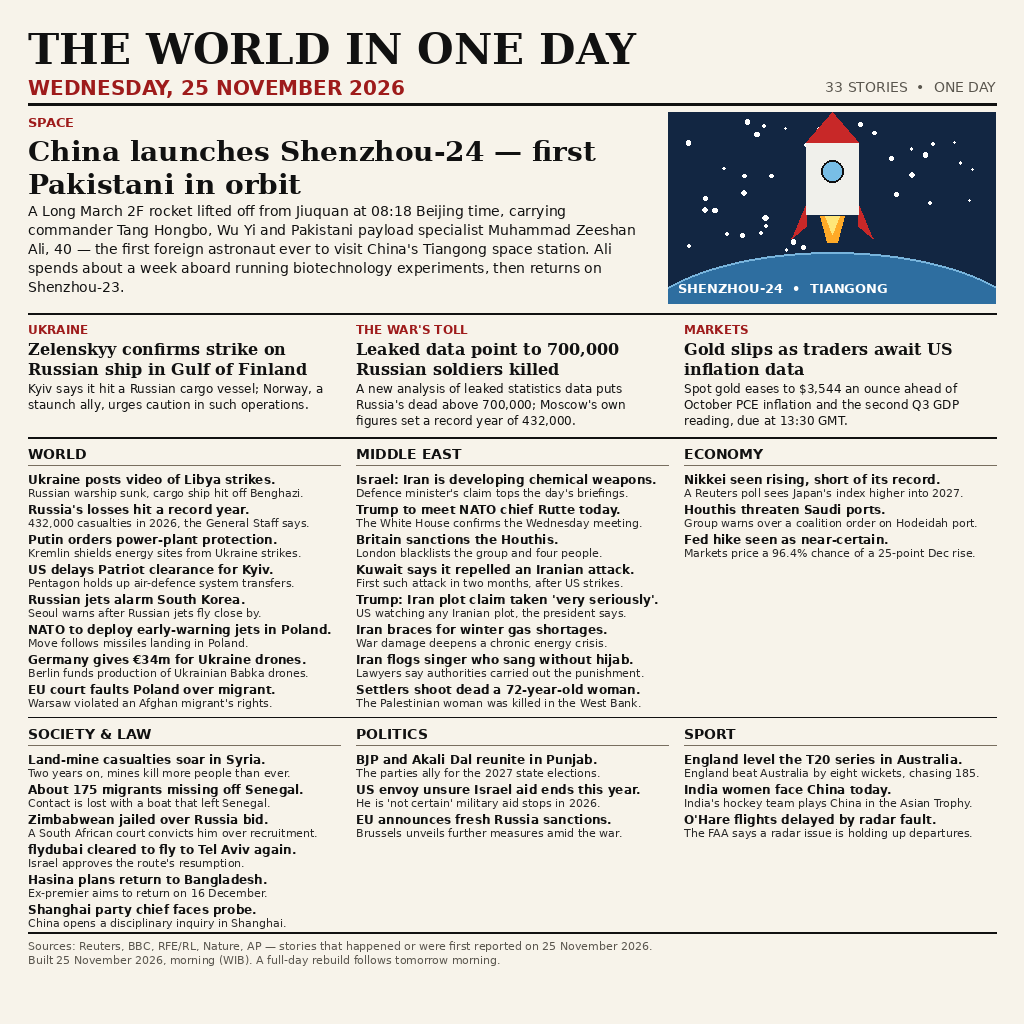 THE WORLD IN ONE DAY
WEDNESDAY, 25 NOVEMBER 2026
33 STORIES • ONE DAY
SPACE
China launches Shenzhou-24 — first
Pakistani in orbit
A Long March 2F rocket lifted off from Jiuquan at 08:18 Beijing time, carrying
commander Tang Hongbo, Wu Yi and Pakistani payload specialist Muhammad Zeeshan
Ali, 40 — the first foreign astronaut ever to visit China's Tiangong space station. Ali
spends about a week aboard running biotechnology experiments, then returns on
Shenzhou-23.
SHENZHOU-24 • TIANGONG
UKRAINE
Zelenskyy confirms strike on
Russian ship in Gulf of Finland
Kyiv says it hit a Russian cargo vessel; Norway, a
staunch ally, urges caution in such operations.
THE WAR'S TOLL
Leaked data point to 700,000
Russian soldiers killed
A new analysis of leaked statistics data puts
Russia's dead above 700,000; Moscow's own
figures set a record year of 432,000.
MARKETS
Gold slips as traders await US
inflation data
Spot gold eases to $3,544 an ounce ahead of
October PCE inflation and the second Q3 GDP
reading, due at 13:30 GMT.
WORLD
Ukraine posts video of Libya strikes.
Russian warship sunk, cargo ship hit off Benghazi.
Russia's losses hit a record year.
432,000 casualties in 2026, the General Staff says.
Putin orders power-plant protection.
Kremlin shields energy sites from Ukraine strikes.
US delays Patriot clearance for Kyiv.
Pentagon holds up air-defence system transfers.
Russian jets alarm South Korea.
Seoul warns after Russian jets fly close by.
NATO to deploy early-warning jets in Poland.
Move follows missiles landing in Poland.
Germany gives €34m for Ukraine drones.
Berlin funds production of Ukrainian Babka drones.
EU court faults Poland over migrant.
Warsaw violated an Afghan migrant's rights.
MIDDLE EAST
Israel: Iran is developing chemical weapons.
Defence minister's claim tops the day's briefings.
Trump to meet NATO chief Rutte today.
The White House confirms the Wednesday meeting.
Britain sanctions the Houthis.
London blacklists the group and four people.
Kuwait says it repelled an Iranian attack.
First such attack in two months, after US strikes.
Trump: Iran plot claim taken 'very seriously'.
US watching any Iranian plot, the president says.
Iran braces for winter gas shortages.
War damage deepens a chronic energy crisis.
Iran flogs singer who sang without hijab.
Lawyers say authorities carried out the punishment.
Settlers shoot dead a 72-year-old woman.
The Palestinian woman was killed in the West Bank.
ECONOMY
Nikkei seen rising, short of its record.
A Reuters poll sees Japan's index higher into 2027.
Houthis threaten Saudi ports.
Group warns over a coalition order on Hodeidah port.
Fed hike seen as near-certain.
Markets price a 96.4% chance of a 25-point Dec rise.
SOCIETY & LAW
Land-mine casualties soar in Syria.
Two years on, mines kill more people than ever.
About 175 migrants missing off Senegal.
Contact is lost with a boat that left Senegal.
Zimbabwean jailed over Russia bid.
A South African court convicts him over recruitment.
flydubai cleared to fly to Tel Aviv again.
Israel approves the route's resumption.
Hasina plans return to Bangladesh.
Ex-premier aims to return on 16 December.
Shanghai party chief faces probe.
China opens a disciplinary inquiry in Shanghai.
POLITICS
BJP and Akali Dal reunite in Punjab.
The parties ally for the 2027 state elections.
US envoy unsure Israel aid ends this year.
He is 'not certain' military aid stops in 2026.
EU announces fresh Russia sanctions.
Brussels unveils further measures amid the war.
SPORT
England level the T20 series in Australia.
England beat Australia by eight wickets, chasing 185.
India women face China today.
India's hockey team plays China in the Asian Trophy.
O'Hare flights delayed by radar fault.
The FAA says a radar issue is holding up departures.
Sources: Reuters, BBC, RFE/RL, Nature, AP — stories that happened or were first reported on 25 November 2026.
Built 25 November 2026, morning (WIB). A full-day rebuild follows tomorrow morning.